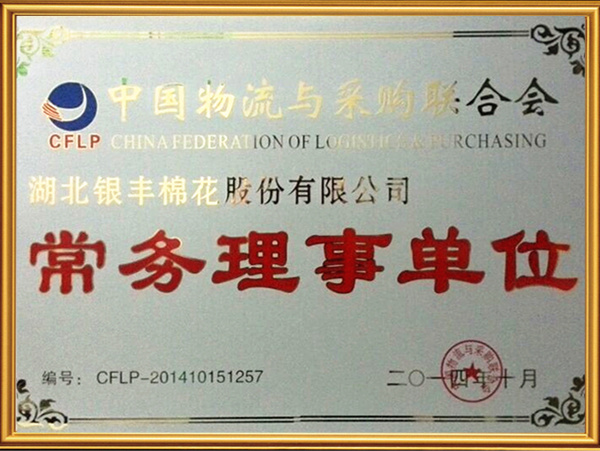 中国物流与采购联合会
CFLP CHINA FEDERATION OF LOGISTICS & PURCHASING
湖北银丰棉花股份有限公司
常务理事单位
编号：CFLP-201410151257
二〇一四年十月